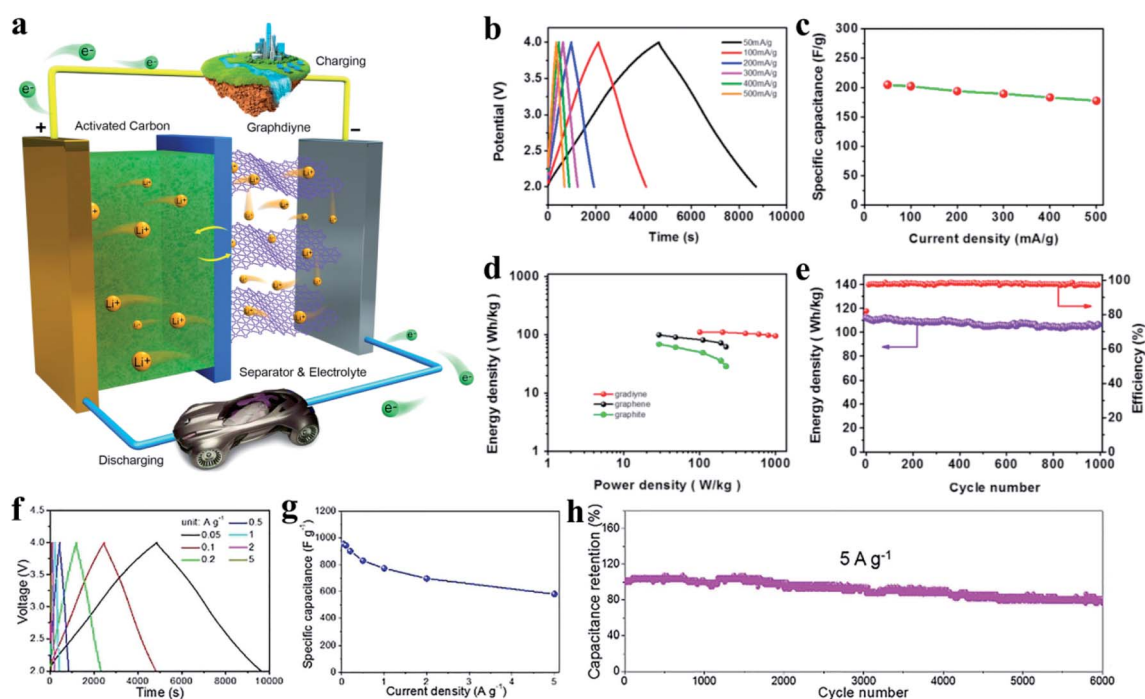 a
e-
e-
e-
e-
Charging
+
Activated Carbon
Graphdiyne
−
Li+
Li+
Li+
Li+
Li+
Separator & Electrolyte
e-
e-
e-
Discharging
b
Potential (V)
4.0
3.5
3.0
2.5
2.0
50mA/g
100mA/g
200mA/g
300mA/g
400mA/g
500mA/g
0 2000 4000 6000 8000 10000
Time (s)
c
Specific capacitance (F/g)
300
250
200
150
100
50
0
0 100 200 300 400 500
Current density (mA/g)
d
Energy density ( Wh/kg)
1000
100
10
1
gradiyne
graphene
graphite
1 10 100 1000
Power density ( W/kg )
e
Energy density ( Wh/kg)
140
120
100
80
60
40
20
0
100
80
60
40
20
0
Efficiency (%)
0 200 400 600 800 1000
Cycle number
f
Voltage (V)
4.5
4.0
3.5
3.0
2.5
2.0
unit: A g-1
0.05
0.1
0.2
0.5
1
2
5
0 2000 4000 6000 8000 10000
Time (s)
g
Specific capacitance (F g-1)
1200
1000
800
600
400
200
0
0 1 2 3 4 5
Current density (A g-1)
h
Capacitance retention (%)
160
120
80
40
0
5 A g-1
0 1000 2000 3000 4000 5000 6000
Cycle number